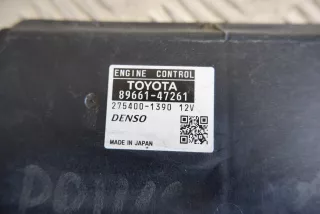 ENGINE CONTROL
TOYOTA
89661-47261
275400-1390 12V
DENSO
MADE IN JAPAN